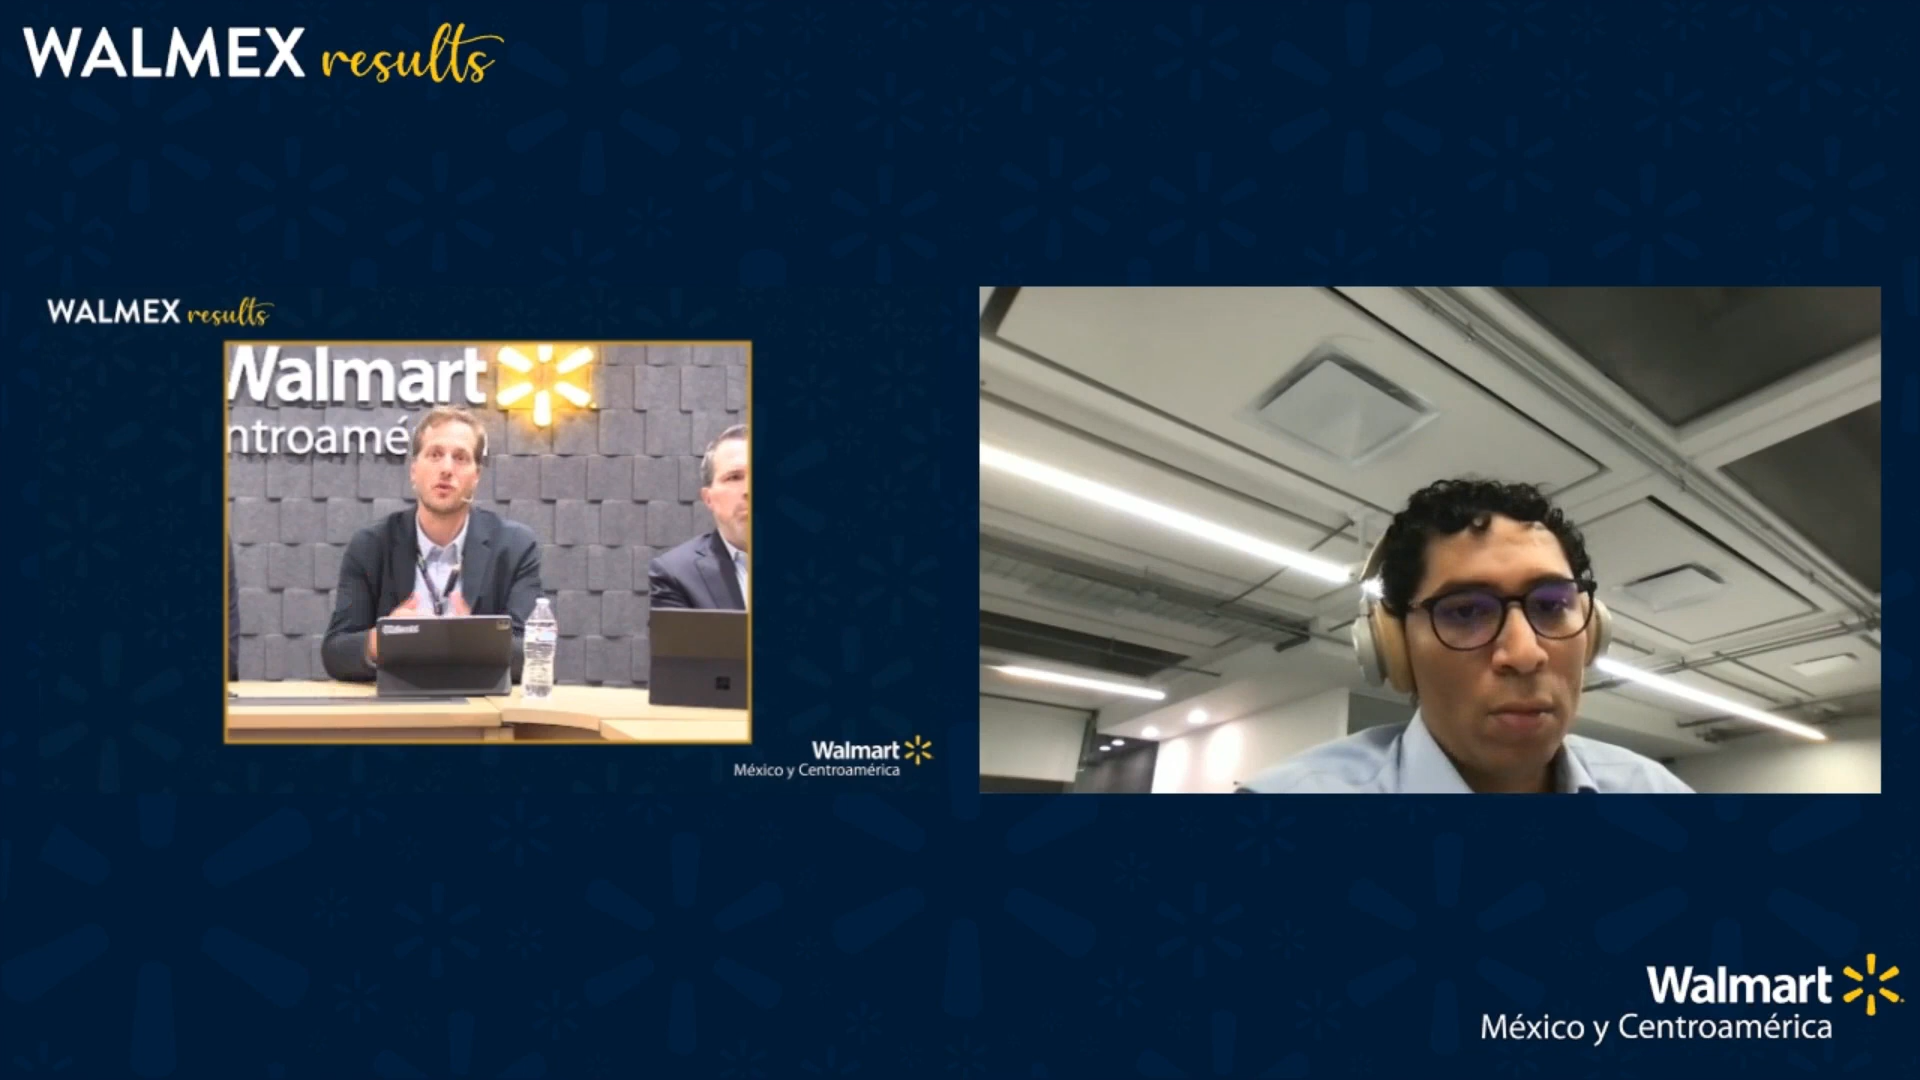 WALMEX results
WALMEX results
Walmart
ntroamé
Walmart
México y Centroamérica
Walmart
México y Centroamérica